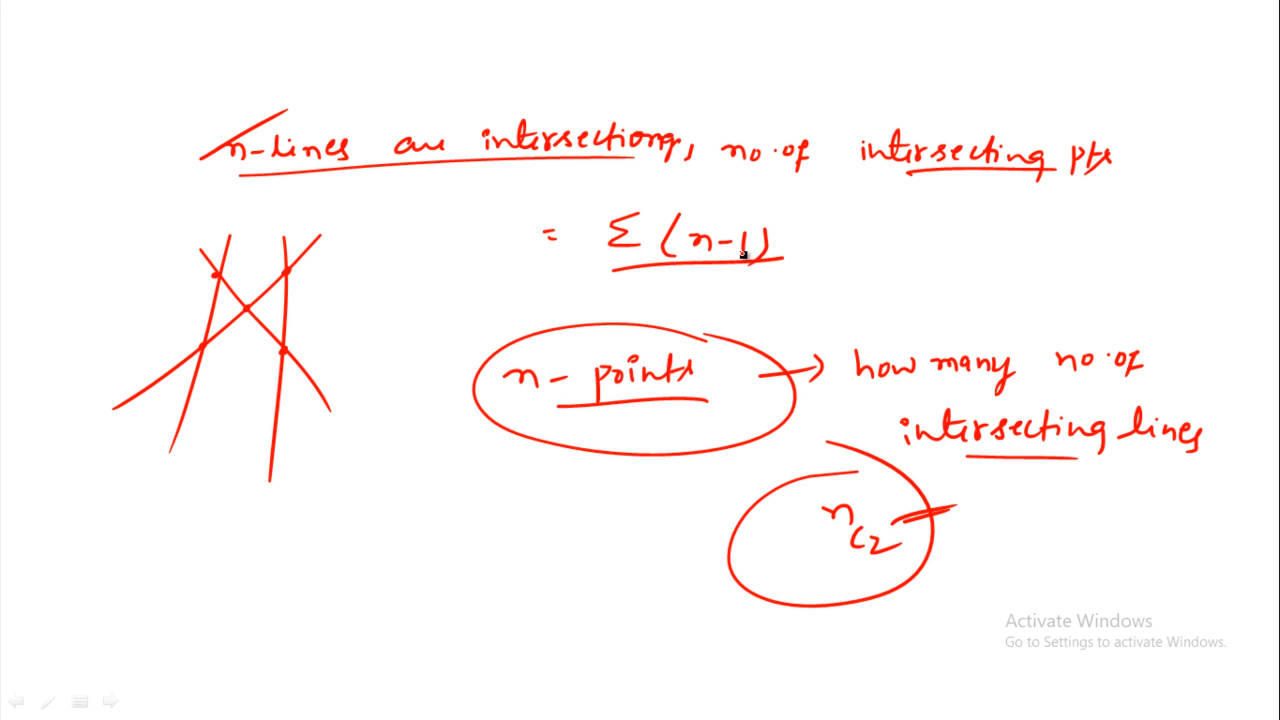 n-lines are intersectiong, no.of intersecting pts
= Σ (n-1)
n - points → how many no.of
intersecting lines
nC2
Activate Windows
Go to Settings to activate Windows.